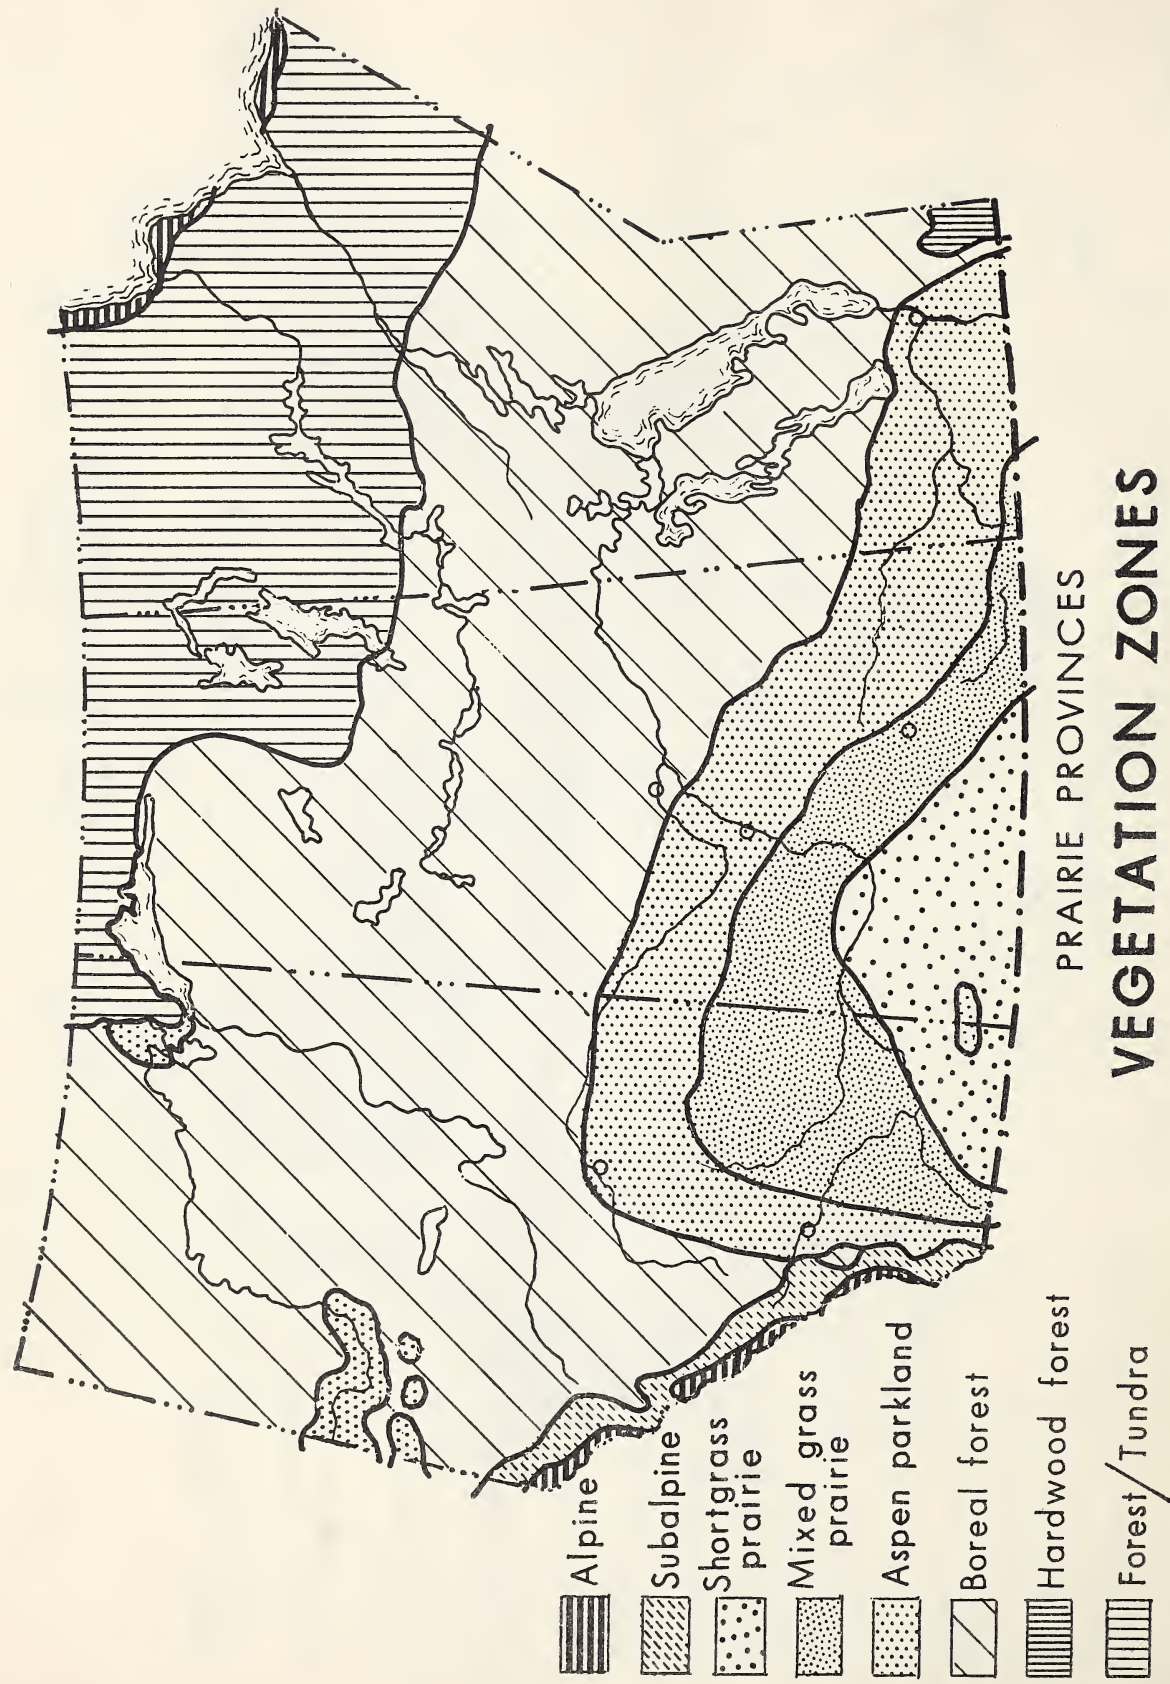 PRAIRIE PROVINCES
VEGETATION ZONES
Alpine
Subalpine
Shortgrass
prairie
Mixed grass
prairie
Aspen parkland
Boreal forest
Hardwood forest
Forest/Tundra